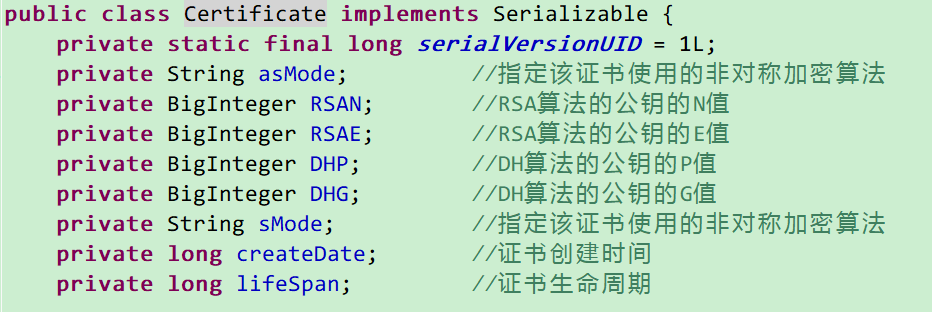 public class Certificate implements Serializable {
private static final long serialVersionUID = 1L;
private String asMode; //指定该证书使用的非对称加密算法
private BigInteger RSAN; //RSA算法的公钥的N值
private BigInteger RSAE; //RSA算法的公钥的E值
private BigInteger DHP; //DH算法的公钥的P值
private BigInteger DHG; //DH算法的公钥的G值
private String sMode; //指定该证书使用的非对称加密算法
private long createDate; //证书创建时间
private long lifeSpan; //证书生命周期